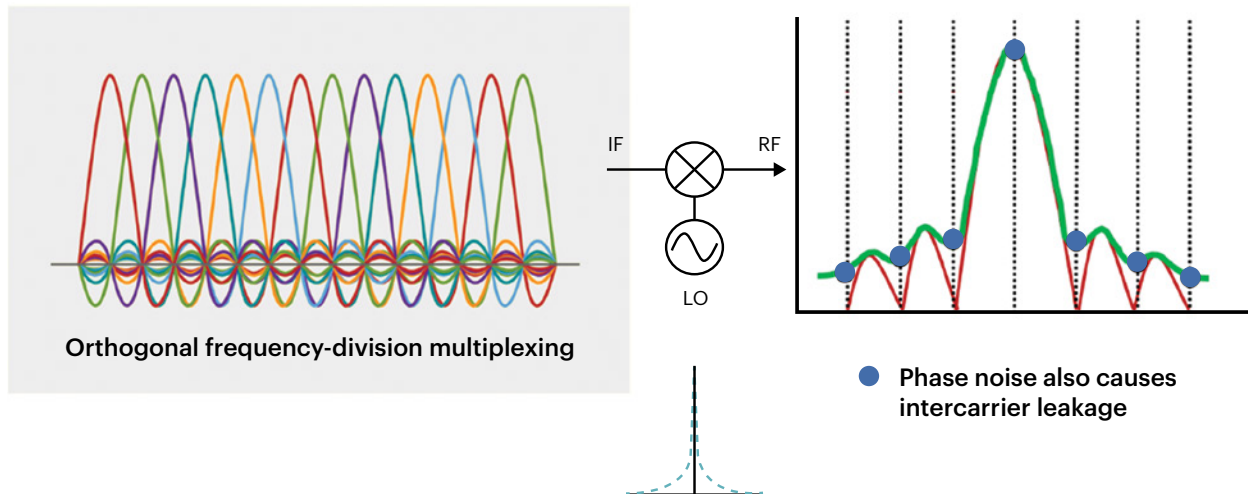 Orthogonal frequency-division multiplexing
IF
RF
LO
Phase noise also causes
intercarrier leakage